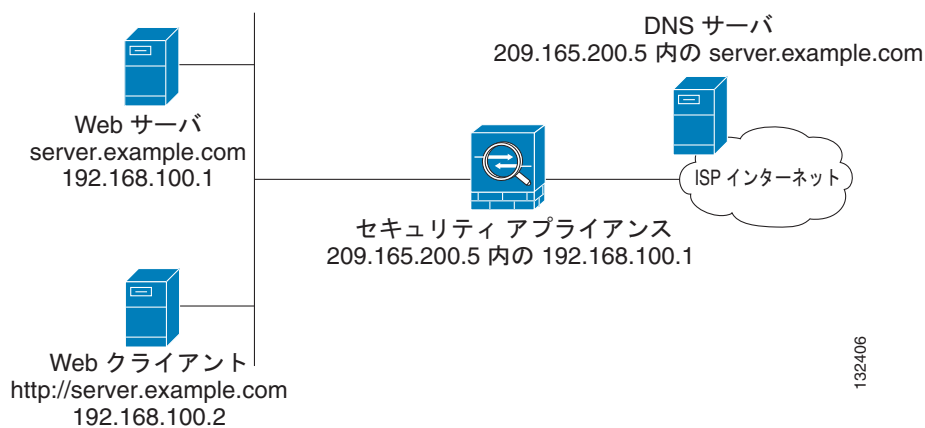 DNS サーバ
209.165.200.5 内の server.example.com
Web サーバ
server.example.com
192.168.100.1
ISP インターネット
セキュリティ アプライアンス
209.165.200.5 内の 192.168.100.1
Web クライアント
http://server.example.com
192.168.100.2
132406